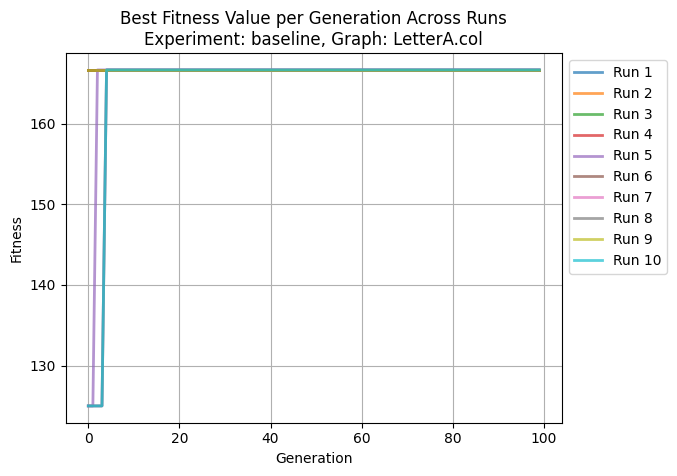 Best Fitness Value per Generation Across Runs
Experiment: baseline, Graph: LetterA.col
Fitness
160
150
140
130
0 20 40 60 80 100
Generation
Run 1
Run 2
Run 3
Run 4
Run 5
Run 6
Run 7
Run 8
Run 9
Run 10